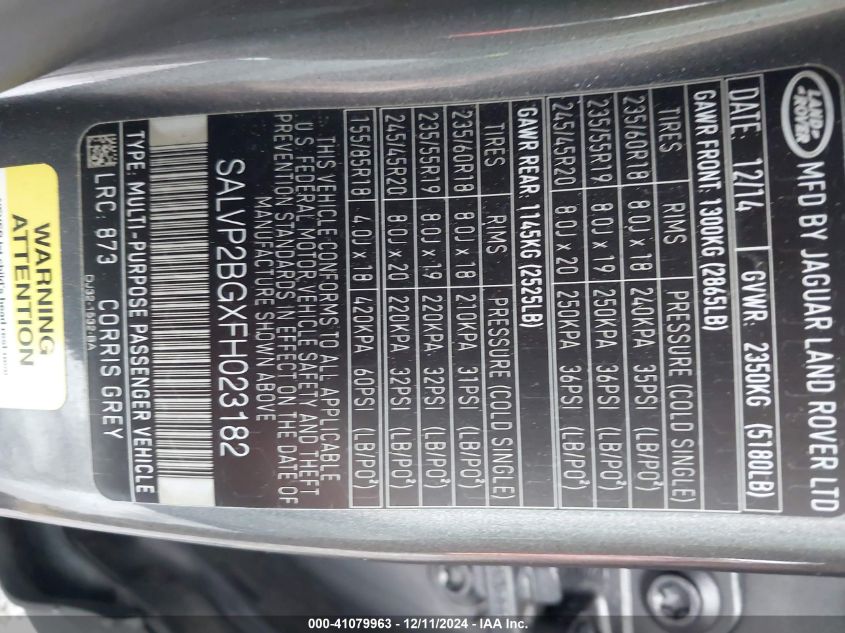 LAND ROVER
MFD BY JAGUAR LAND ROVER LTD
DATE: 12/14 GVWR: 2350KG (5180LB)
GAWR FRONT: 1300KG (2865LB)
TIRES RIMS PRESSURE (COLD SINGLE)
235/60R18 8.0J x 18 240KPA 35PSI (LB/PO²)
235/55R19 8.0J x 19 250KPA 36PSI (LB/PO²)
245/45R20 8.0J x 20 250KPA 36PSI (LB/PO²)
GAWR REAR: 1145KG (2525LB)
TIRES RIMS PRESSURE (COLD SINGLE)
235/60R18 8.0J x 18 210KPA 31PSI (LB/PO²)
235/55R19 8.0J x 19 220KPA 32PSI (LB/PO²)
245/45R20 8.0J x 20 220KPA 32PSI (LB/PO²)
155/85R18 4.0J x 18 420KPA 60PSI (LB/PO²)
THIS VEHICLE CONFORMS TO ALL APPLICABLE
U S FEDERAL MOTOR VEHICLE SAFETY AND THEFT
PREVENTION STANDARDS IN EFFECT ON THE DATE OF
MANUFACTURE SHOWN ABOVE
SALVP2BGXFH023182
TYPE: MULTI-PURPOSE PASSENGER VEHICLE
LRC: 873 CORRIS GREY
WARNING
ATTENTION
000-41079963 - 12/11/2024 - IAA Inc.